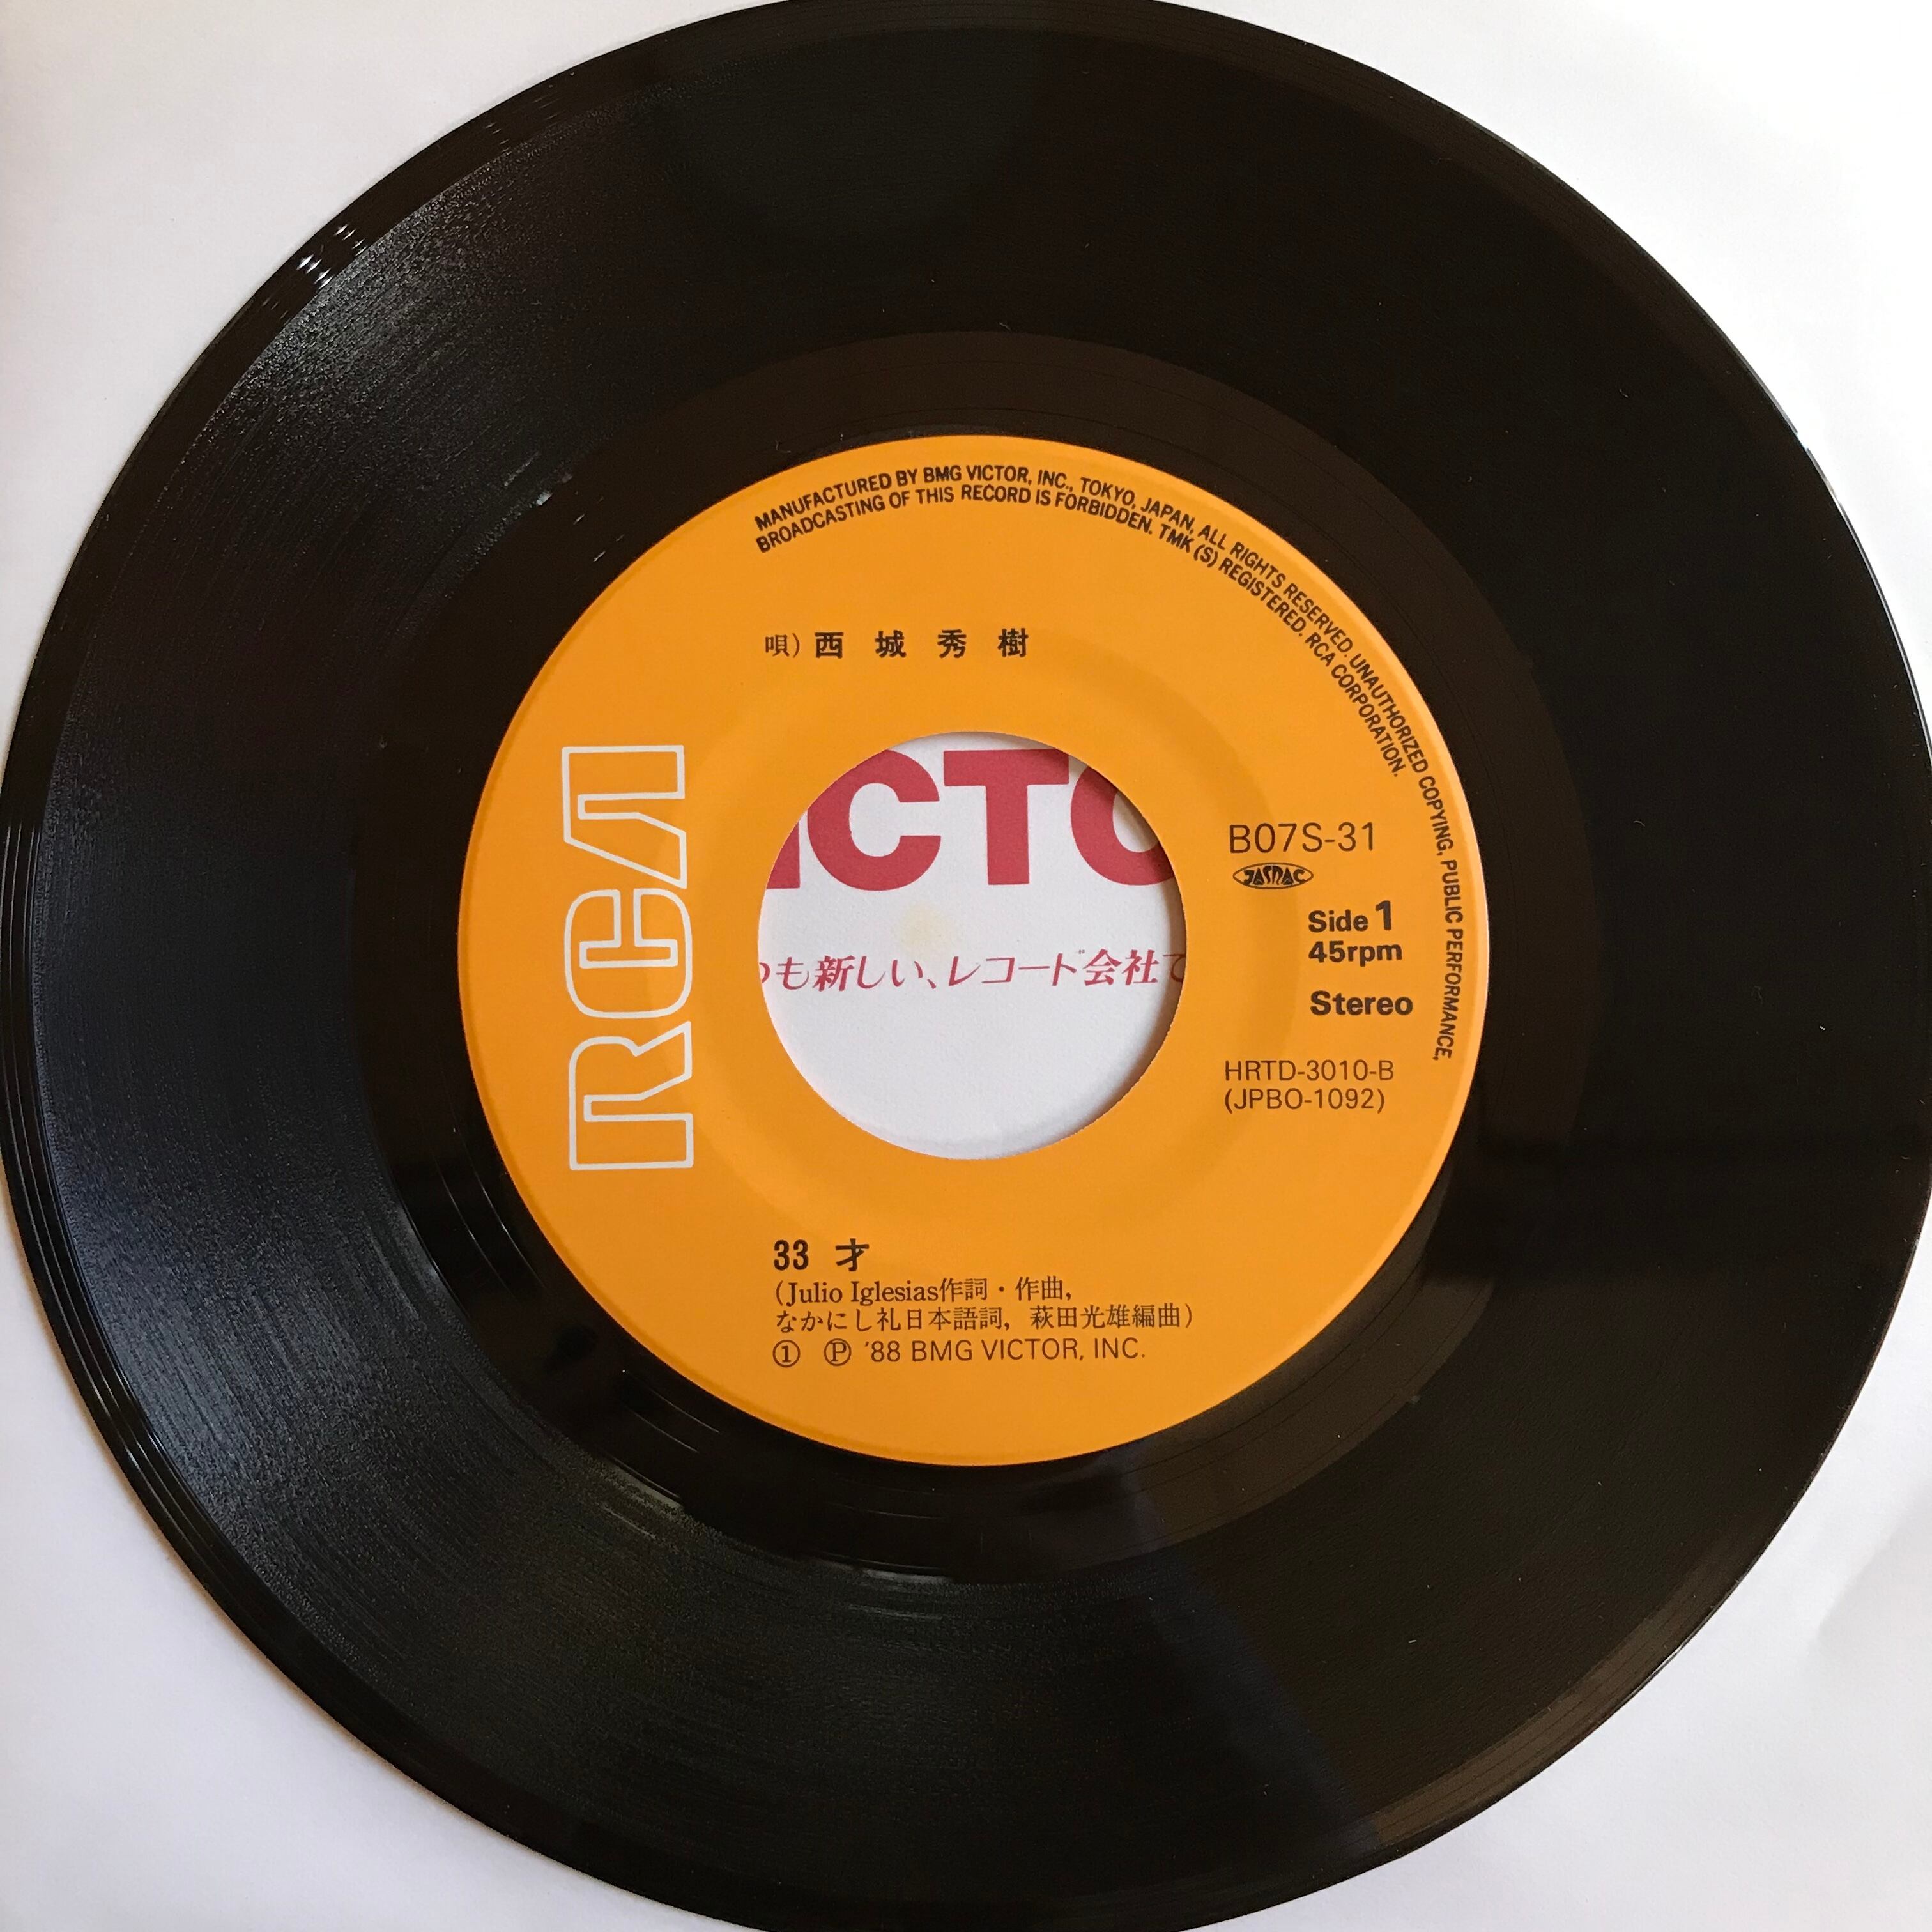 MANUFACTURED BY BMG VICTOR, INC., TOKYO, JAPAN, ALL RIGHTS RESERVED. UNAUTHORIZED COPYING, PUBLIC PERFORMANCE,
BROADCASTING OF THIS RECORD IS FORBIDDEN. TMK (S) REGISTERED. RCA CORPORATION.
唄) 西城秀樹
RCA
ICTO
B07S-31
JASRAC
Side 1
45rpm
も新しい、レコード会社で
Stereo
HRTD-3010-B
(JPBO-1092)
33 才
(Julio Iglesias作詞・作曲,
なかにし礼日本語詞, 萩田光雄編曲)
① Ⓟ '88 BMG VICTOR, INC.